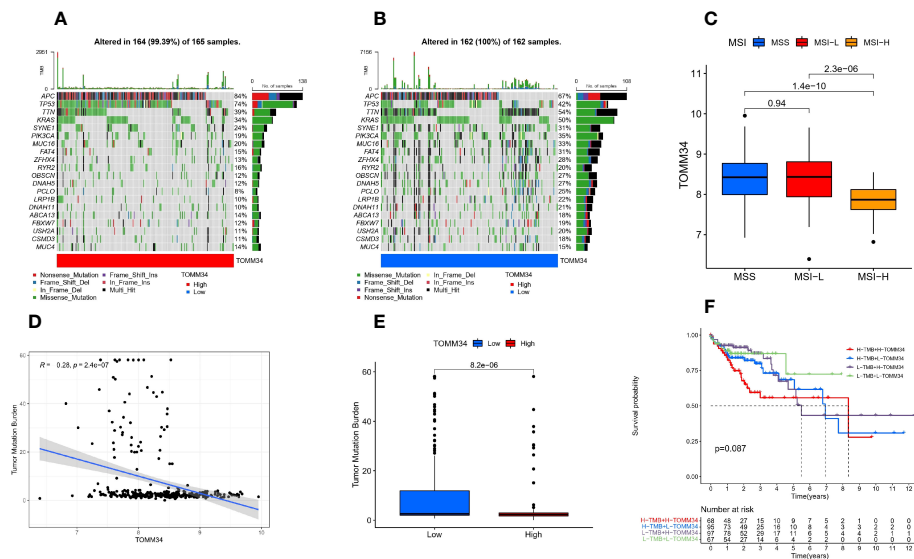 A
Altered in 164 (99.39%) of 165 samples.
2981
0
TMB
0
No. of samples
138
APC 84%
TP53 74%
TTN 39%
KRAS 34%
SYNE1 24%
PIK3CA 19%
MUC16 20%
FAT4 15%
ZFHX4 13%
RYR2 16%
OBSCN 12%
DNAH5 12%
PCLO 8%
LRP1B 10%
DNAH11 10%
ABCA13 14%
FBXW7 12%
USH2A 11%
CSMD3 11%
MUC4 14%
TOMM34
Nonsense_Mutation
Frame_Shift_Del
In_Frame_Del
Missense_Mutation
Frame_Shift_Ins
In_Frame_Ins
Multi_Hit
TOMM34
High
Low
B
Altered in 162 (100%) of 162 samples.
7156
0
TMB
0
No. of samples
108
APC 67%
TP53 42%
TTN 54%
KRAS 50%
SYNE1 31%
PIK3CA 35%
MUC16 33%
FAT4 31%
ZFHX4 28%
RYR2 20%
OBSCN 27%
DNAH5 27%
PCLO 25%
LRP1B 22%
DNAH11 21%
ABCA13 18%
FBXW7 19%
USH2A 20%
CSMD3 18%
MUC4 15%
TOMM34
Missense_Mutation
Frame_Shift_Del
Frame_Shift_Ins
Nonsense_Mutation
In_Frame_Del
In_Frame_Ins
Multi_Hit
TOMM34
High
Low
C
MSI MSS MSI-L MSI-H
2.3e-06
1.4e-10
0.94
11
10
9
8
7
TOMM34
MSS MSI-L MSI-H
D
R = 0.28, p = 2.4e-07
60
40
20
0
Tumor Mutation Burden
7 8 9 10
TOMM34
E
TOMM34 Low High
8.2e-06
60
40
20
0
Tumor Mutation Burden
Low High
F
H-TMB+H-TOMM34
H-TMB+L-TOMM34
L-TMB+H-TOMM34
L-TMB+L-TOMM34
1.00
0.75
0.50
0.25
0.00
Survival probability
p=0.087
0 1 2 3 4 5 6 7 8 9 10 11 12
Time(years)
Number at risk
H-TMB+H-TOMM34 68 48 27 15 10 9 7 5 2 1 0 0 0
H-TMB+L-TOMM34 95 73 49 25 16 10 8 4 3 3 2 2 0
L-TMB+H-TOMM34 97 78 52 30 17 11 6 4 4 3 2 1 1
L-TMB+L-TOMM34 67 54 27 14 6 4 2 2 0 0 0 0 0
0 1 2 3 4 5 6 7 8 9 10 11 12
Time(years)